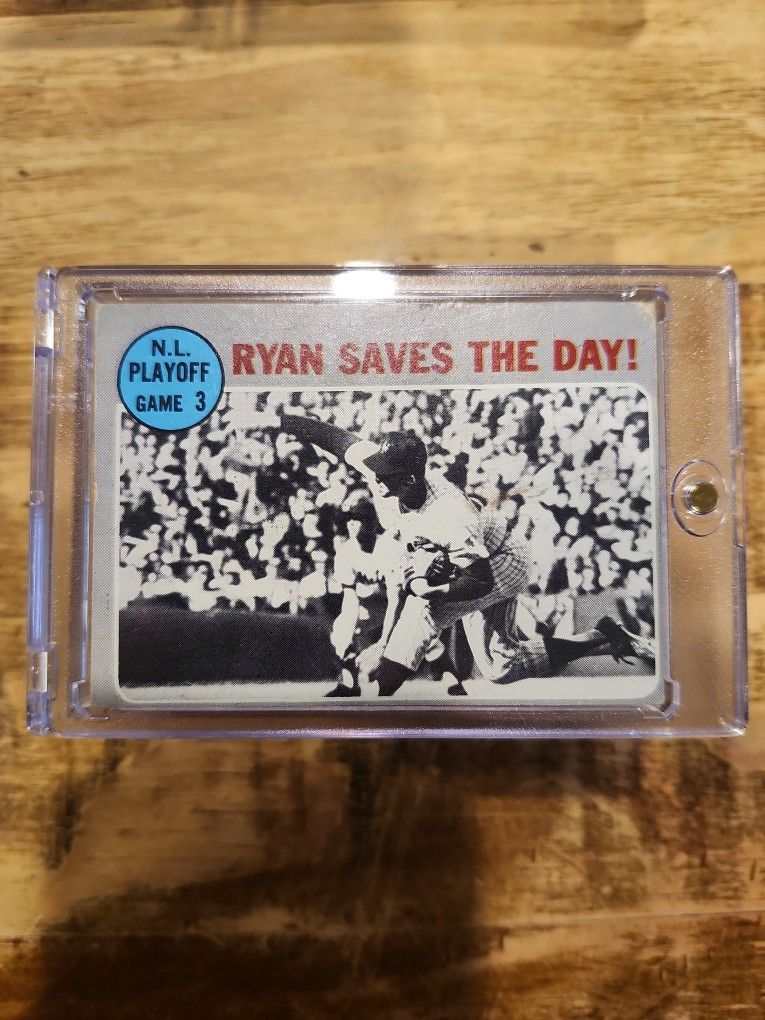 N.L.
PLAYOFF
GAME 3
RYAN SAVES THE DAY!